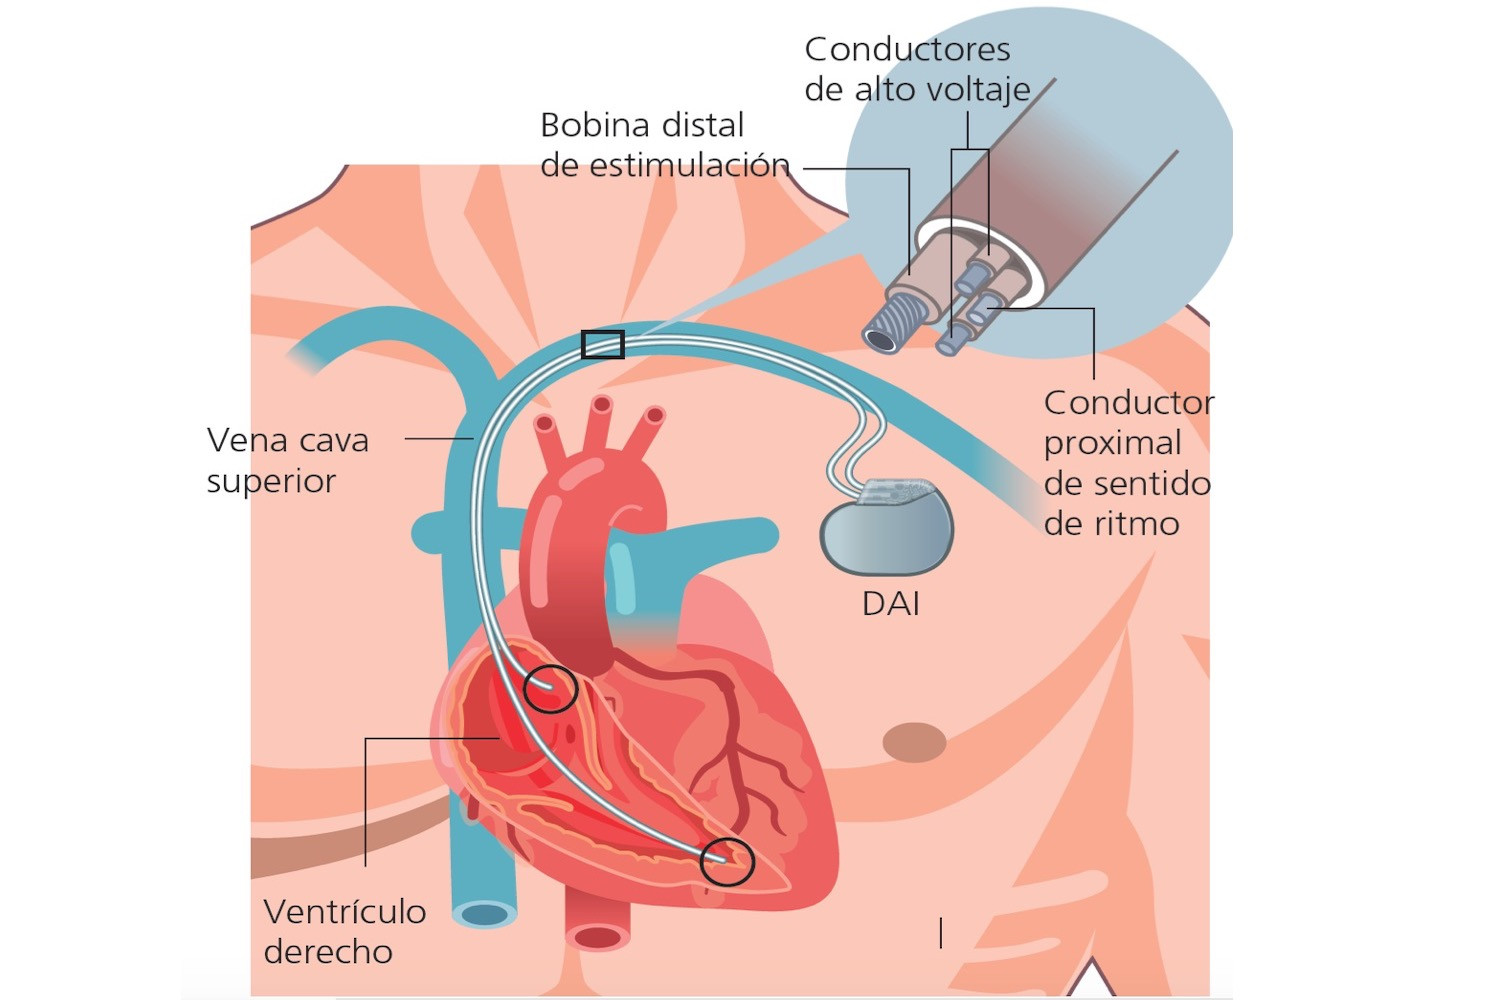 Conductores
de alto voltaje
Bobina distal
de estimulación
Conductor
proximal
de sentido
de ritmo
Vena cava
superior
DAI
Ventrículo
derecho